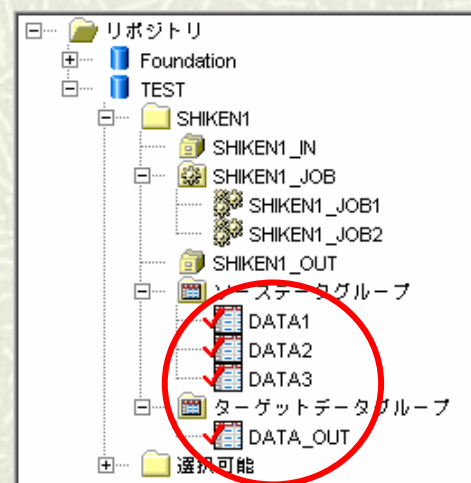 リポジトリ
Foundation
TEST
SHIKEN1
SHIKEN1_IN
SHIKEN1_JOB
SHIKEN1_JOB1
SHIKEN1_JOB2
SHIKEN1_OUT
ソースデータグループ
DATA1
DATA2
DATA3
ターゲットデータグループ
DATA_OUT
選択可能